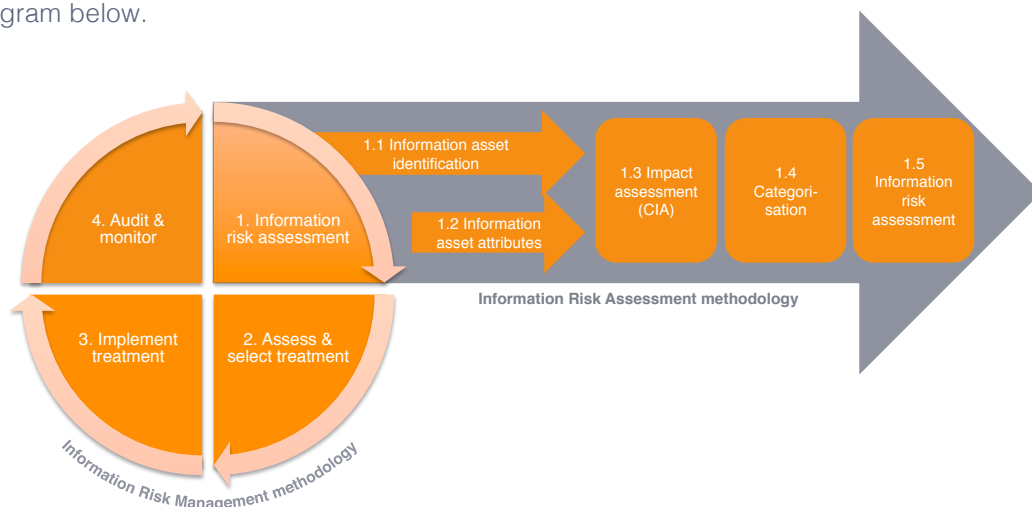 gram below.
1.1 Information asset
identification
1.2 Information
asset attributes
1.3 Impact
assessment
(CIA)
1.4
Categori-
sation
1.5
Information
risk
assessment
Information Risk Assessment methodology
4. Audit &
monitor
1. Information
risk assessment
3. Implement
treatment
2. Assess &
select treatment
Information Risk Management methodology